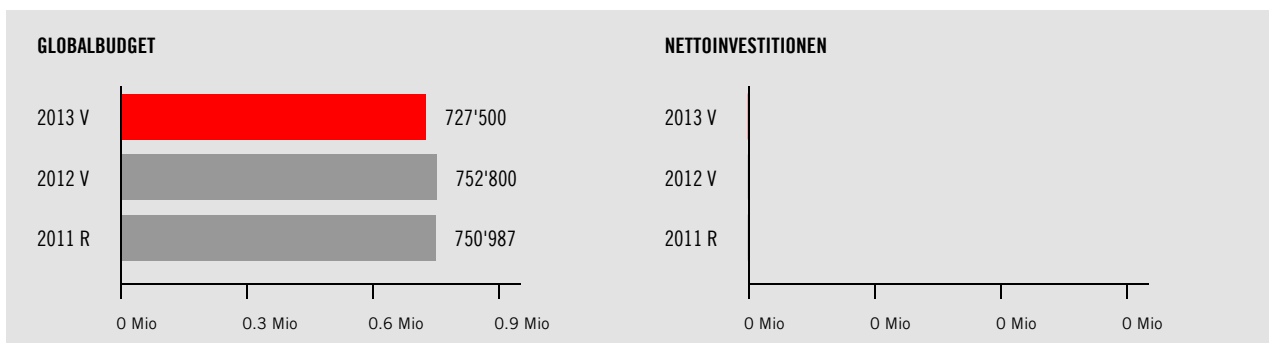 GLOBALBUDGET
2013 V 727'500
2012 V 752'800
2011 R 750'987
0 Mio 0.3 Mio 0.6 Mio 0.9 Mio
NETTOINVESTITIONEN
2013 V
2012 V
2011 R
0 Mio 0 Mio 0 Mio 0 Mio